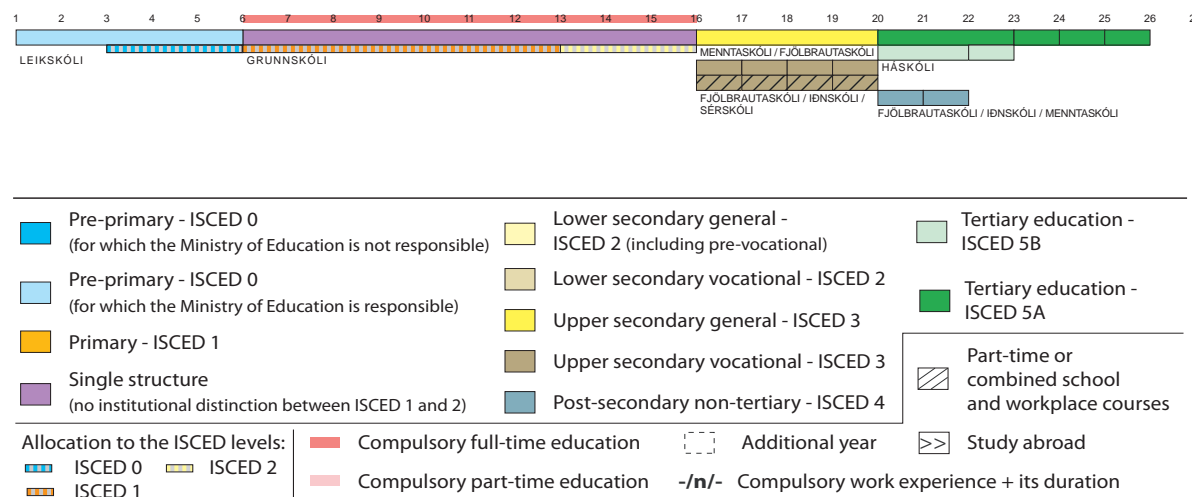 1 2 3 4 5 6 7 8 9 10 11 12 13 14 15 16 17 18 19 20 21 22 23 24 25 26
LEIKSKÓLI
GRUNNSKÓLI
MENNTASKÓLI / FJÖLBRAUTASKÓLI
HÁSKÓLI
FJÖLBRAUTASKÓLI / IÐNSKÓLI /
SÉRSKÓLI
FJÖLBRAUTASKÓLI / IÐNSKÓLI / MENNTASKÓLI
Pre-primary - ISCED 0
(for which the Ministry of Education is not responsible)
Pre-primary - ISCED 0
(for which the Ministry of Education is responsible)
Primary - ISCED 1
Single structure
(no institutional distinction between ISCED 1 and 2)
Lower secondary general -
ISCED 2 (including pre-vocational)
Lower secondary vocational - ISCED 2
Upper secondary general - ISCED 3
Upper secondary vocational - ISCED 3
Post-secondary non-tertiary - ISCED 4
Tertiary education -
ISCED 5B
Tertiary education -
ISCED 5A
Part-time or
combined school
and workplace courses
Allocation to the ISCED levels:
ISCED 0
ISCED 2
ISCED 1
Compulsory full-time education
Compulsory part-time education
Additional year
-/n/- Compulsory work experience + its duration
>> Study abroad